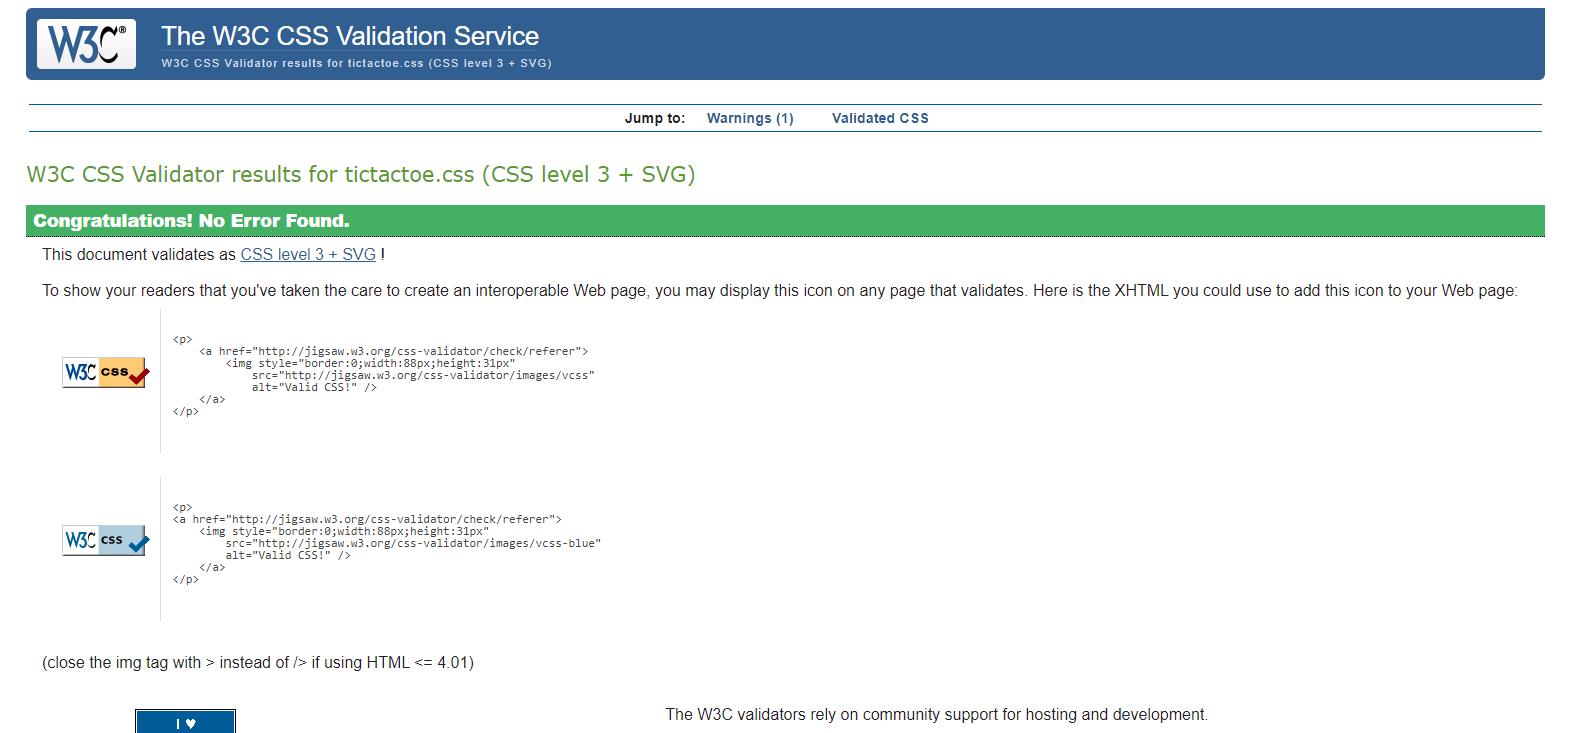 W3C®
The W3C CSS Validation Service
W3C CSS Validator results for tictactoe.css (CSS level 3 + SVG)
Jump to: Warnings (1) Validated CSS
W3C CSS Validator results for tictactoe.css (CSS level 3 + SVG)
Congratulations! No Error Found.
This document validates as CSS level 3 + SVG !
To show your readers that you've taken the care to create an interoperable Web page, you may display this icon on any page that validates. Here is the XHTML you could use to add this icon to your Web page:
W3C css
<p>
    <a href="http://jigsaw.w3.org/css-validator/check/referer">
        <img style="border:0;width:88px;height:31px"
            src="http://jigsaw.w3.org/css-validator/images/vcss"
            alt="Valid CSS!" />
    </a>
</p>
W3C css
<p>
<a href="http://jigsaw.w3.org/css-validator/check/referer">
    <img style="border:0;width:88px;height:31px"
        src="http://jigsaw.w3.org/css-validator/images/vcss-blue"
        alt="Valid CSS!" />
    </a>
</p>
(close the img tag with > instead of /> if using HTML <= 4.01)
I ♥
The W3C validators rely on community support for hosting and development.